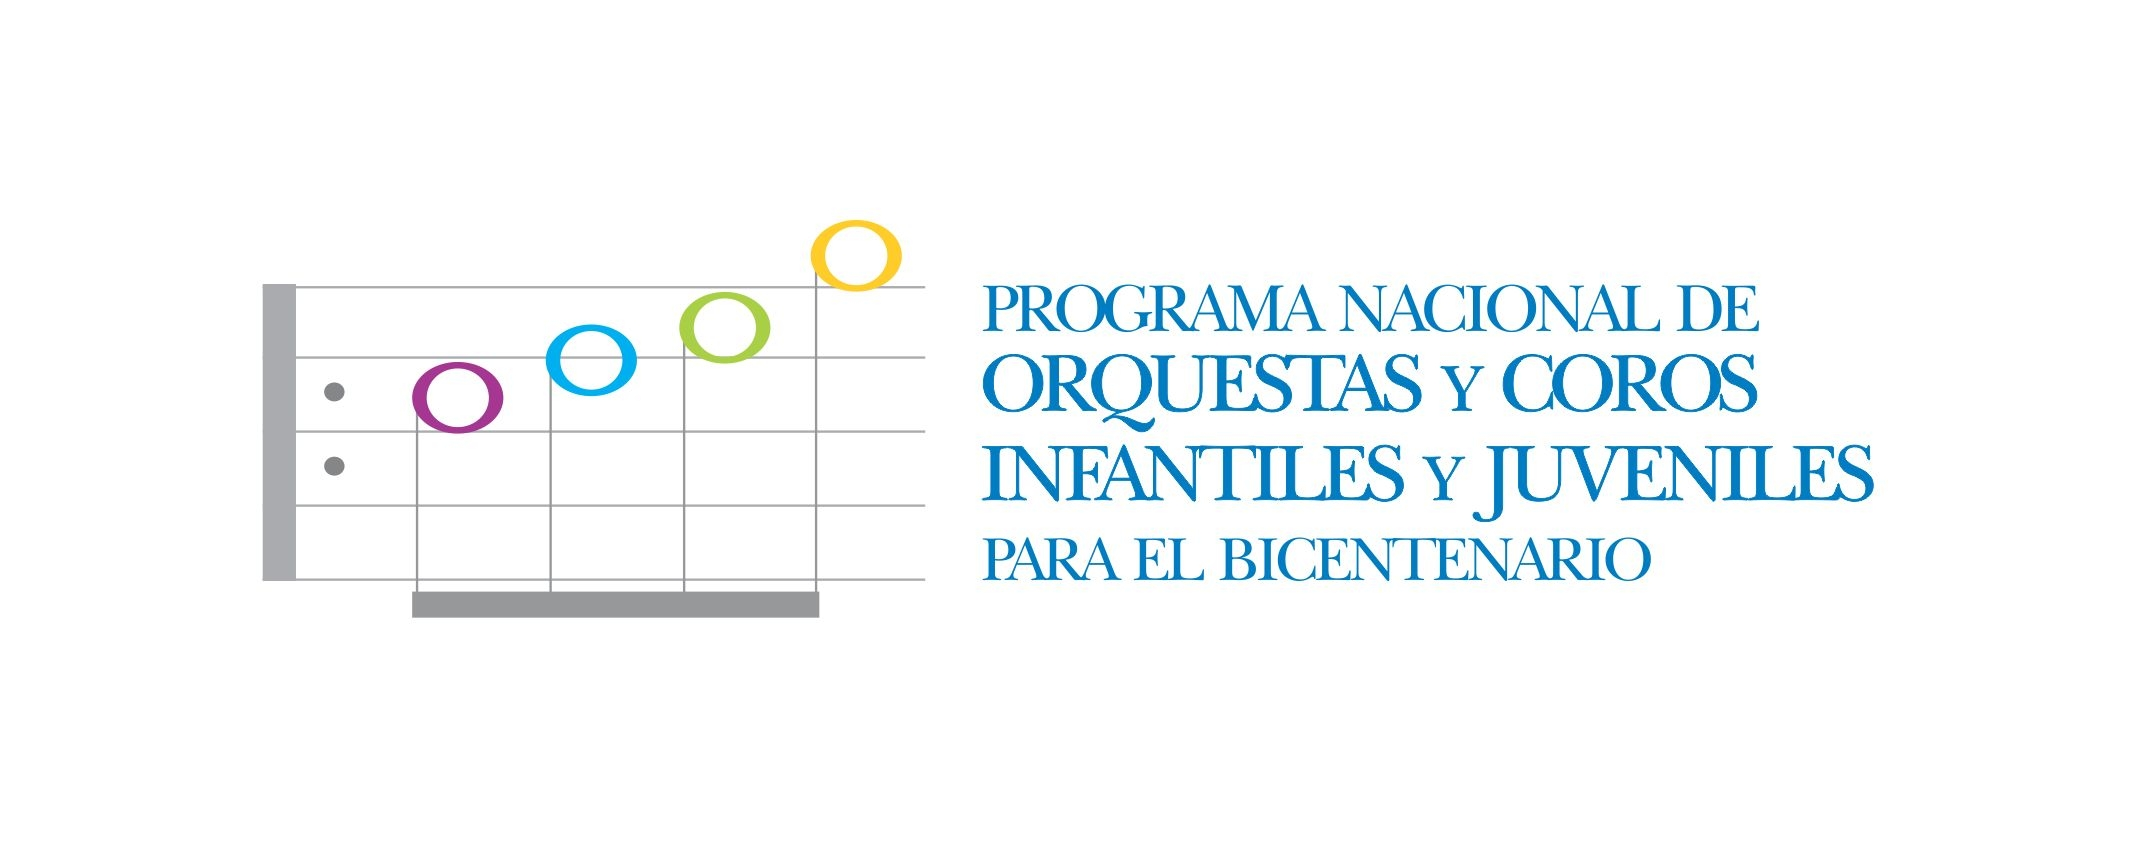 PROGRAMA NACIONAL DE
ORQUESTAS Y COROS
INFANTILES Y JUVENILES
PARA EL BICENTENARIO